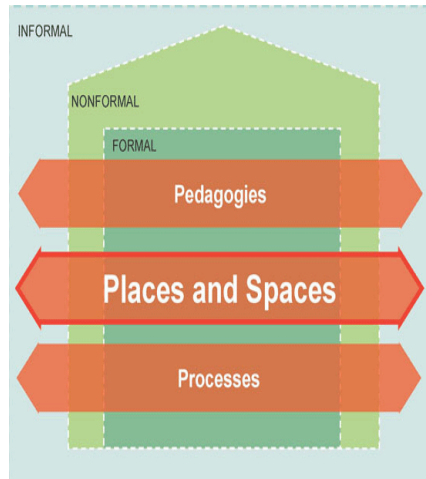 INFORMAL
NONFORMAL
FORMAL
Pedagogies
Places and Spaces
Processes